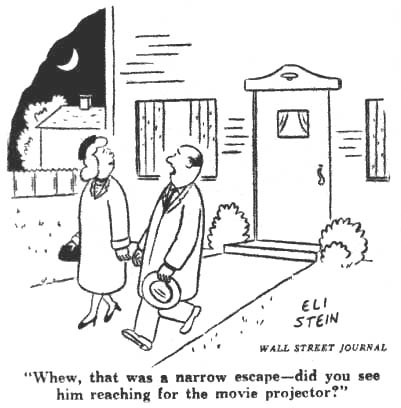 ELI
STEIN
WALL STREET JOURNAL
"Whew, that was a narrow escape—did you see
him reaching for the movie projector?"